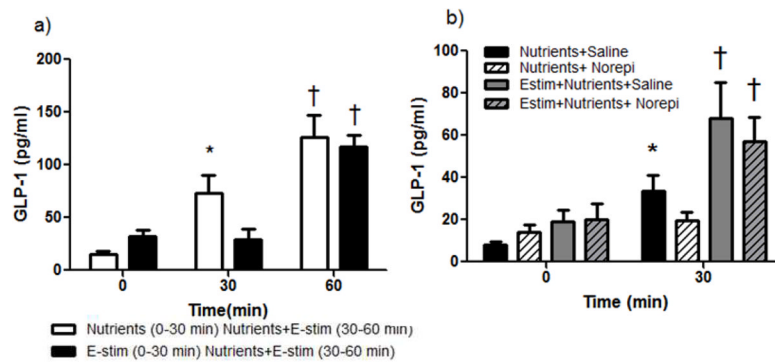 a)
GLP-1 (pg/ml)
200
150
100
50
0
*
†
†
0
30
60
Time(min)
Nutrients (0-30 min) Nutrients+E-stim (30-60 min)
E-stim (0-30 min) Nutrients+E-stim (30-60 min)
b)
GLP-1 (pg/ml)
100
80
60
40
20
0
Nutrients+Saline
Nutrients+ Norepi
Estim+Nutrients+Saline
Estim+Nutrients+ Norepi
*
†
†
0
30
Time (min)